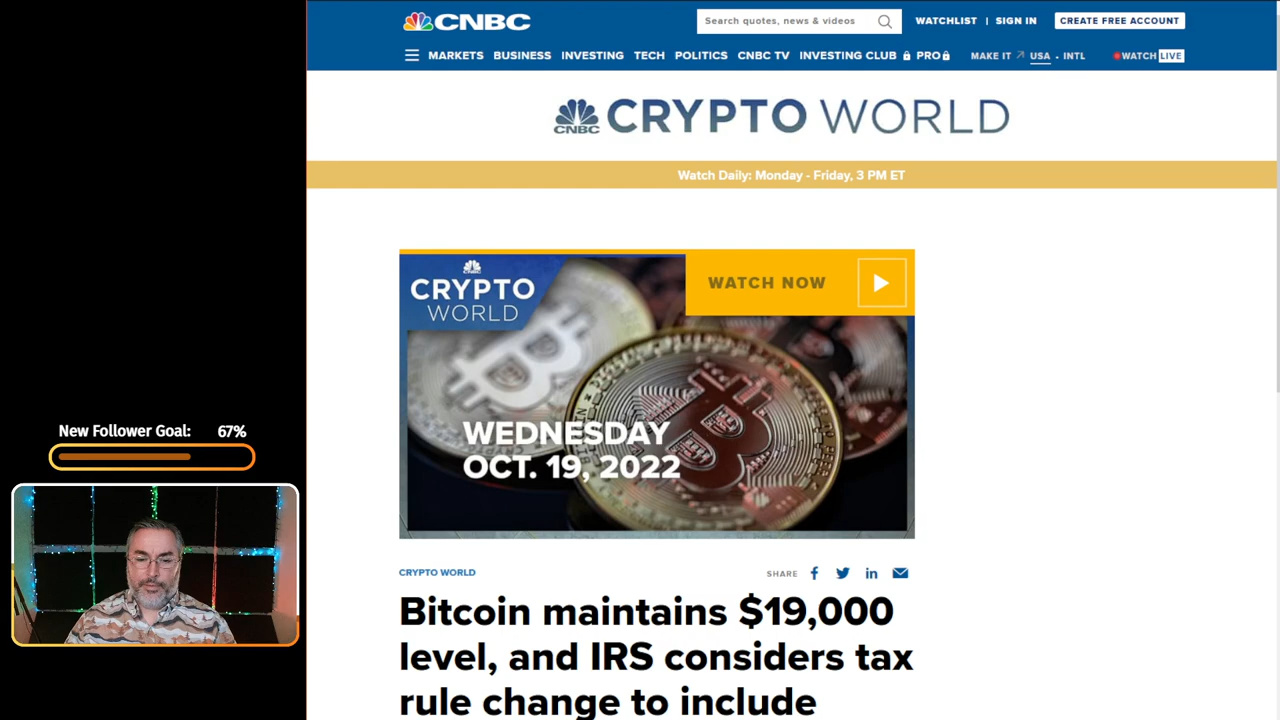 CNBC
Search quotes, news & videos
WATCHLIST | SIGN IN
CREATE FREE ACCOUNT
MARKETS BUSINESS INVESTING TECH POLITICS CNBC TV INVESTING CLUB PRO
MAKE IT USA - INTL
WATCH LIVE
CNBC CRYPTO WORLD
Watch Daily: Monday - Friday, 3 PM ET
CNBC
CRYPTO
WORLD
WATCH NOW
WEDNESDAY
OCT. 19, 2022
New Follower Goal: 67%
CRYPTO WORLD
SHARE
Bitcoin maintains $19,000
level, and IRS considers tax
rule change to include